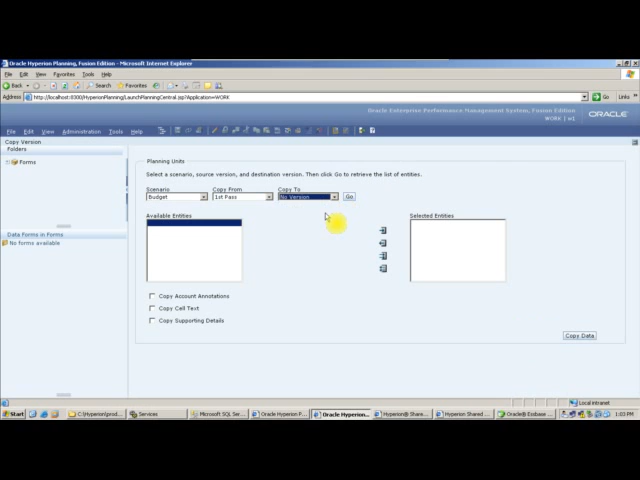 Oracle Hyperion Planning, Fusion Edition - Microsoft Internet Explorer
File Edit View Favorites Tools Help
Back Search Favorites
Address http://localhost:8300/HyperionPlanning/LaunchPlanningCentral.jsp?Application=WORK Go Links
Oracle Enterprise Performance Management System, Fusion Edition
WORK | w1
ORACLE
File Edit View Administration Tools Help
Copy Version
Folders
Forms
Data Forms in Forms
No forms available
Planning Units
Select a scenario, source version, and destination version. Then click Go to retrieve the list of entities.
Scenario Copy From Copy To
Budget 1st Pass No Version Go
Available Entities Selected Entities
Copy Account Annotations
Copy Cell Text
Copy Supporting Details
Copy Data
Local intranet
Start C:\Hyperion\prod... Services Microsoft SQL Ser... Oracle Hyperion F... Oracle Hyperion... Hyperion® Share... Hyperion Shared ... Oracle® Essbase ... 1:03 PM